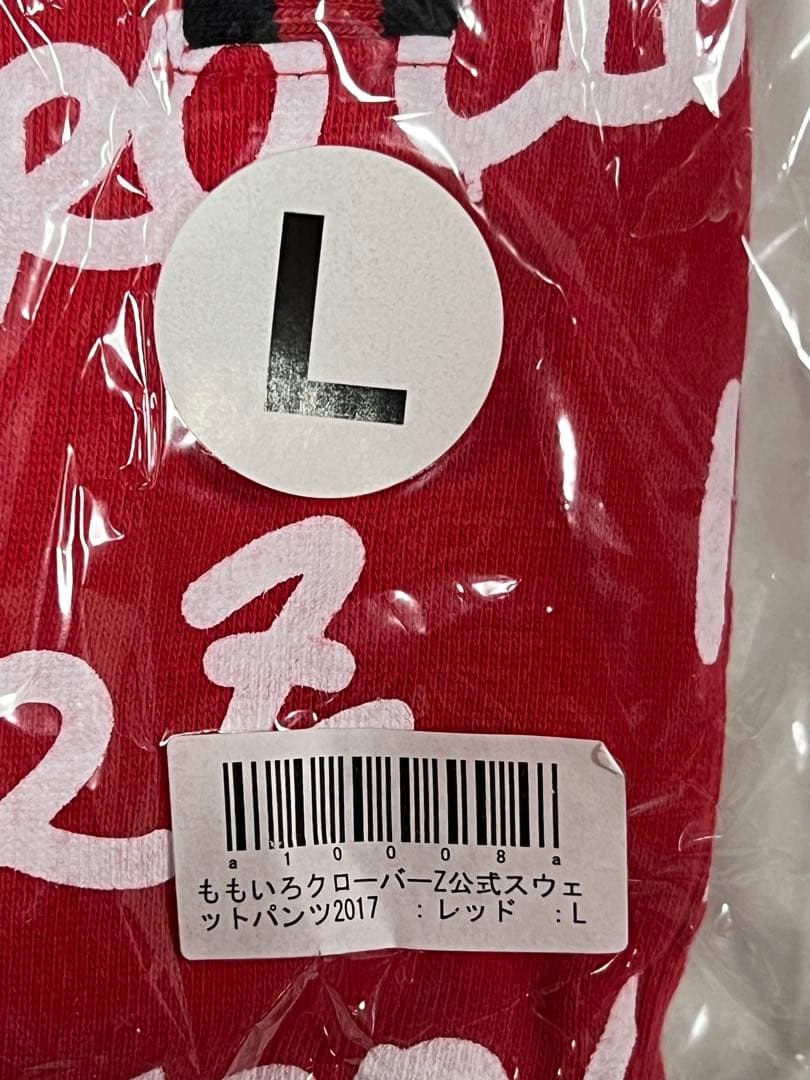 L
Z
a10008a
ももいろクローバーZ公式スウェ
ットパンツ2017 :レッド :L